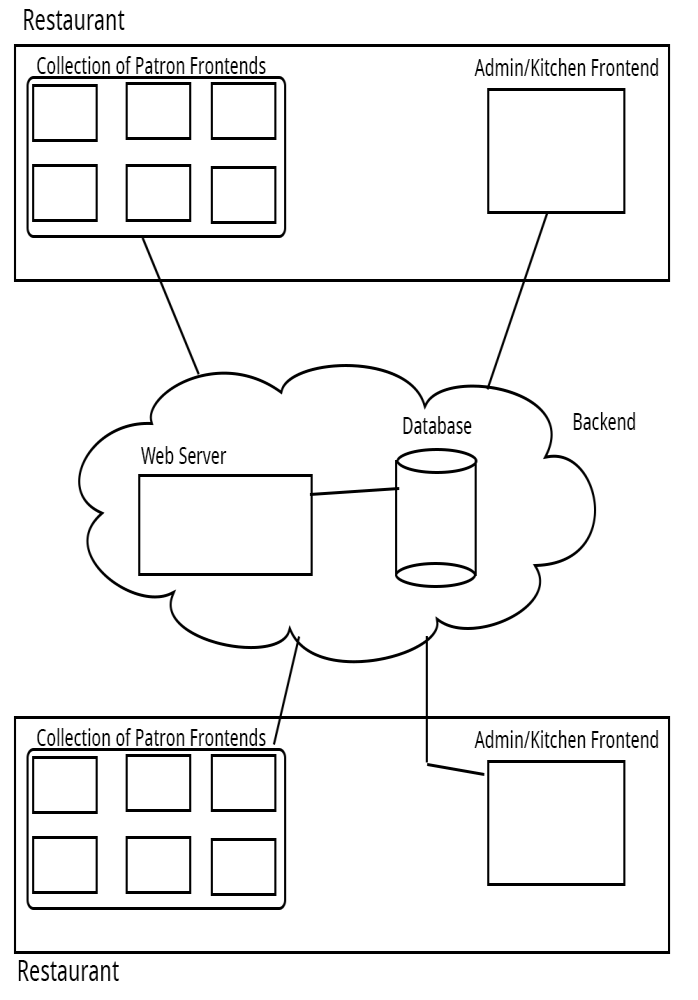 Restaurant
Collection of Patron Frontends
Admin/Kitchen Frontend
Backend
Database
Web Server
Collection of Patron Frontends
Admin/Kitchen Frontend
Restaurant